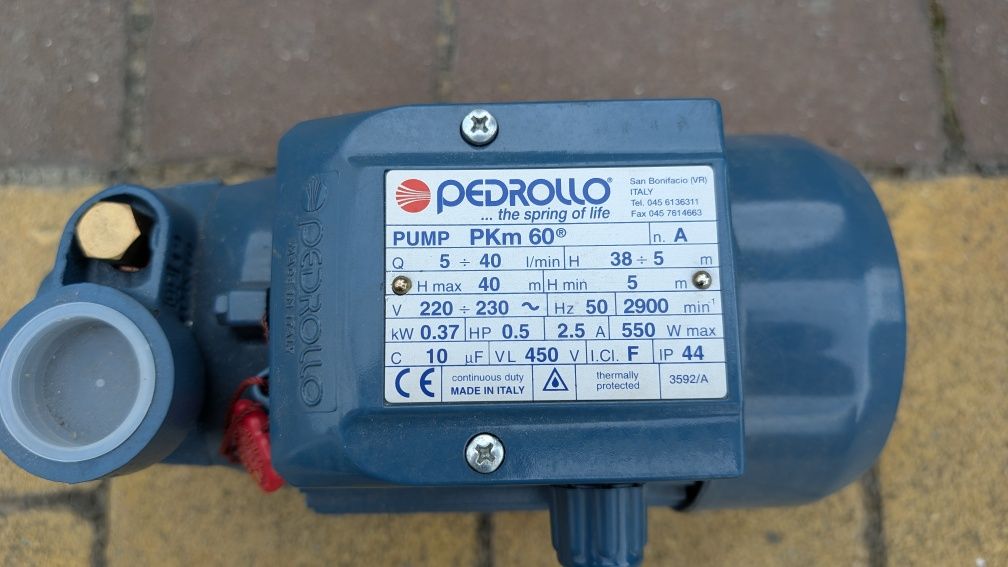 PEDROLLO®
... the spring of life
San Bonifacio (VR)
ITALY
Tel. 045 6136311
Fax 045 7614663
PUMP PKm 60® n. A
Q 5 ÷ 40 l/min H 38 ÷ 5 m
H max 40 m H min 5 m
V 220 ÷ 230 ~ Hz 50 2900 min⁻¹
kW 0.37 HP 0.5 2.5 A 550 W max
C 10 µF VL 450 V I.Cl. F IP 44
CE continuous duty
MADE IN ITALY
thermally
protected
3592/A
PEDROLLO
MADE IN ITALY